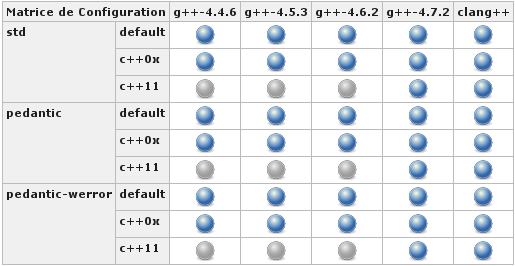 Matrice de Configuration g++-4.4.6 g++-4.5.3 g++-4.6.2 g++-4.7.2 clang++
std default
c++0x
c++11
pedantic default
c++0x
c++11
pedantic-werror default
c++0x
c++11